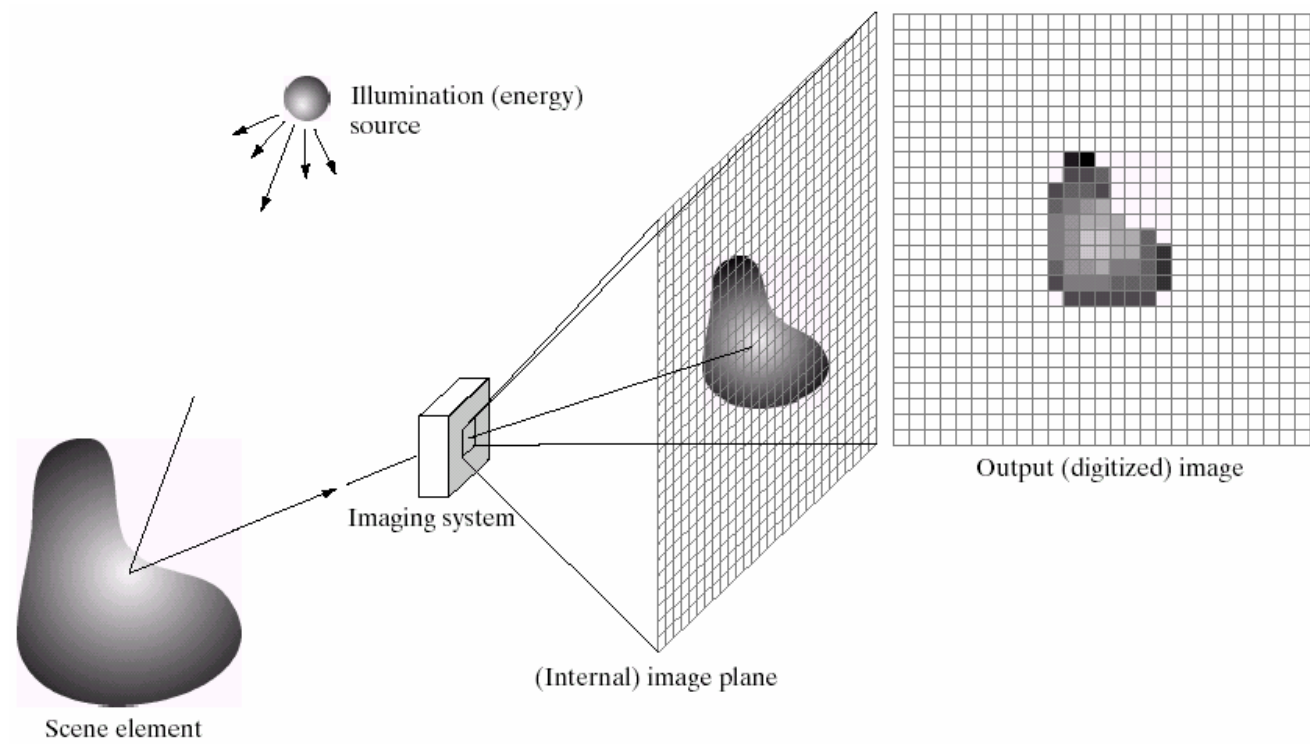 Illumination (energy)
source
Output (digitized) image
Imaging system
(Internal) image plane
Scene element